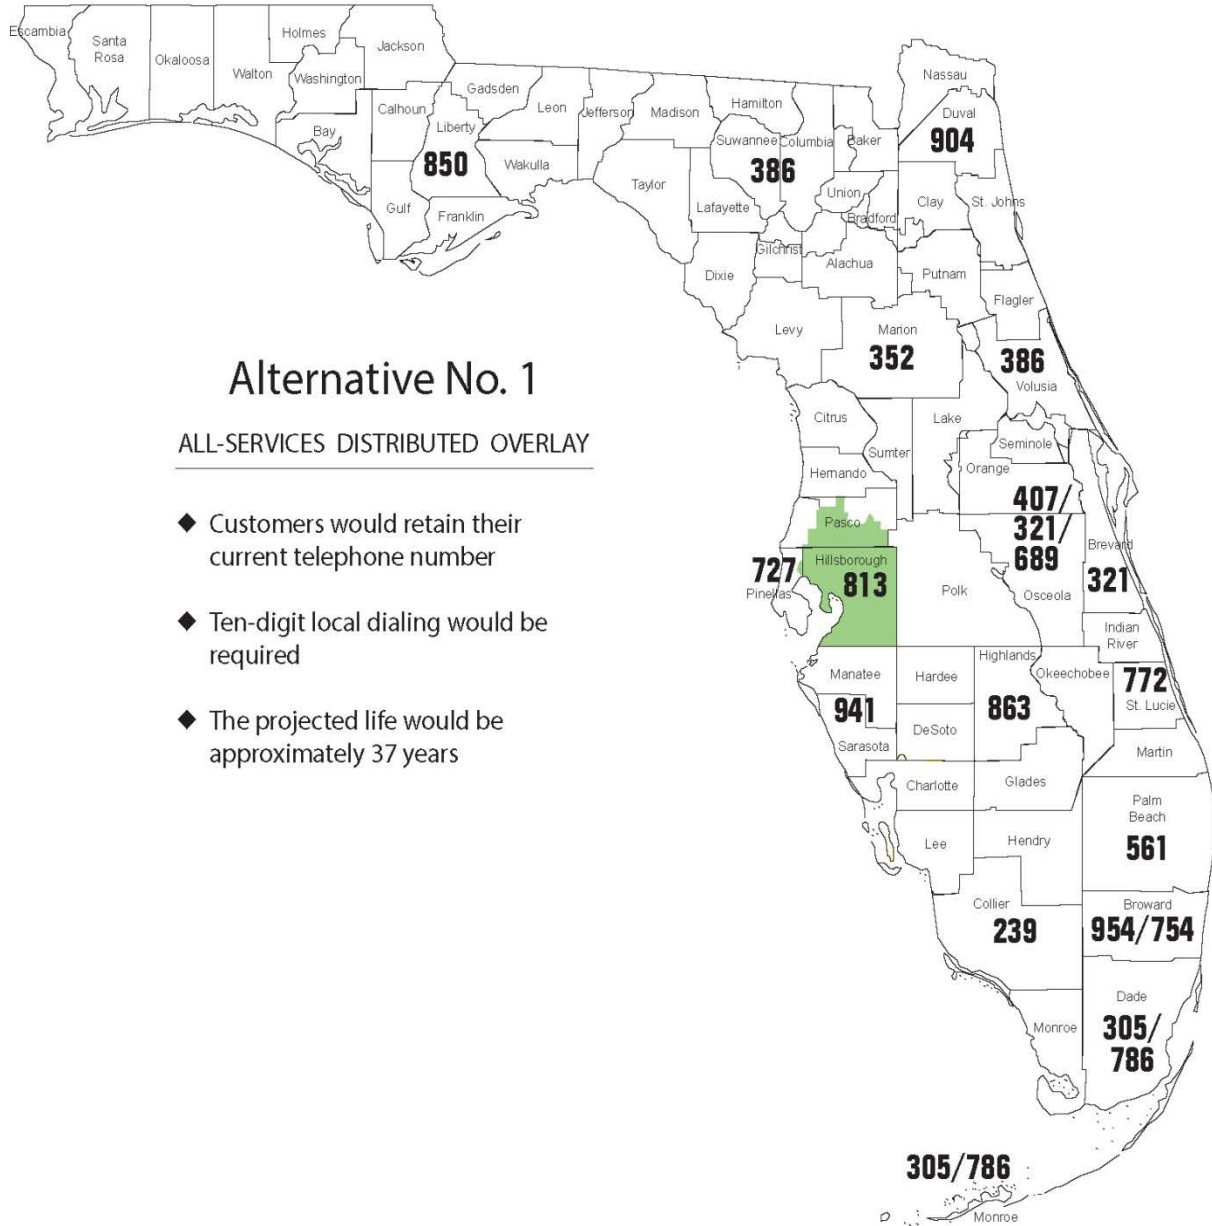 Escambia
Santa
Rosa
Okaloosa
Walton
Holmes
Washington
Jackson
Bay
Calhoun
Gulf
Liberty
850
Gadsden
Franklin
Leon
Wakulla
Jefferson
Madison
Taylor
Hamilton
Suwannee
Columbia
386
Lafayette
Baker
Union
Bradford
Nassau
Duval
904
Clay
St. Johns
Gilchrist
Alachua
Dixie
Putnam
Flagler
Levy
Marion
352
386
Volusia
Alternative No. 1
ALL-SERVICES DISTRIBUTED OVERLAY
◆ Customers would retain their
current telephone number
◆ Ten-digit local dialing would be
required
◆ The projected life would be
approximately 37 years
Citrus
Sumter
Lake
Hernando
Seminole
Orange
407/
321/
689
Osceola
Brevard
321
Pasco
Hillsborough
813
727
Pinellas
Polk
Indian
River
Manatee
941
Sarasota
Hardee
DeSoto
Highlands
863
Okeechobee
772
St. Lucie
Martin
Charlotte
Glades
Lee
Hendry
Palm
Beach
561
Collier
239
Broward
954/754
Monroe
Dade
305/
786
305/786
Monroe